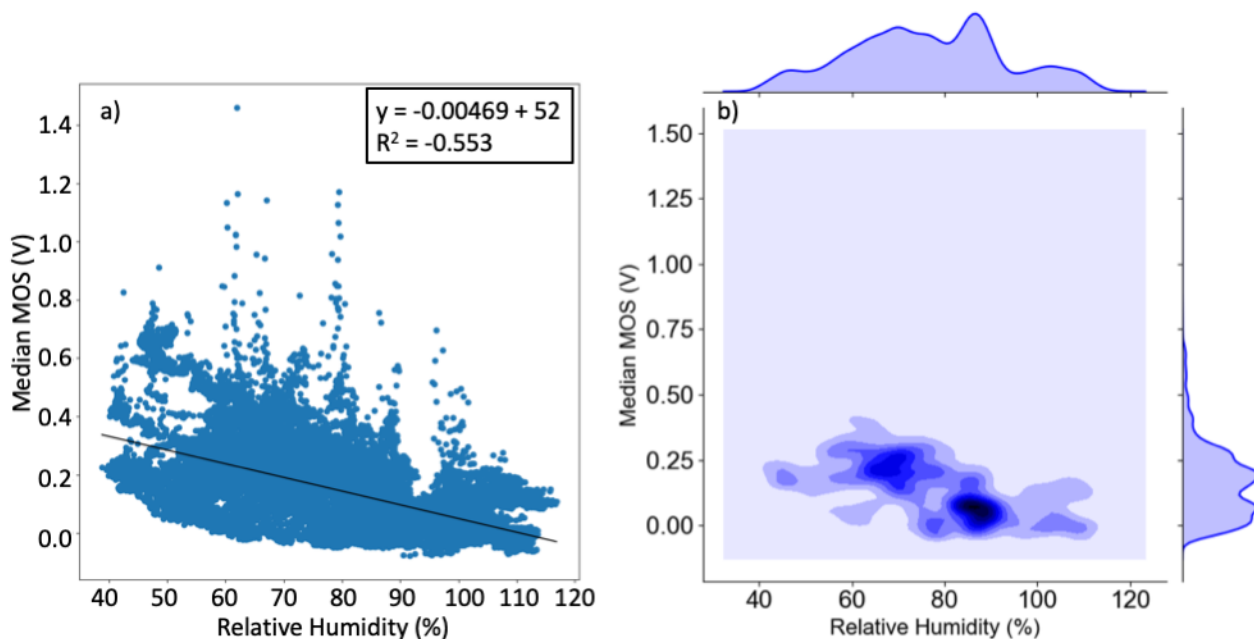 a)
y = -0.00469 + 52
R² = -0.553
1.4
1.2
1.0
0.8
0.6
0.4
0.2
0.0
Median MOS (V)
40 50 60 70 80 90 100 110 120
Relative Humidity (%)
b)
1.50
1.25
1.00
0.75
0.50
0.25
0.00
Median MOS (V)
40 60 80 100 120
Relative Humidity (%)